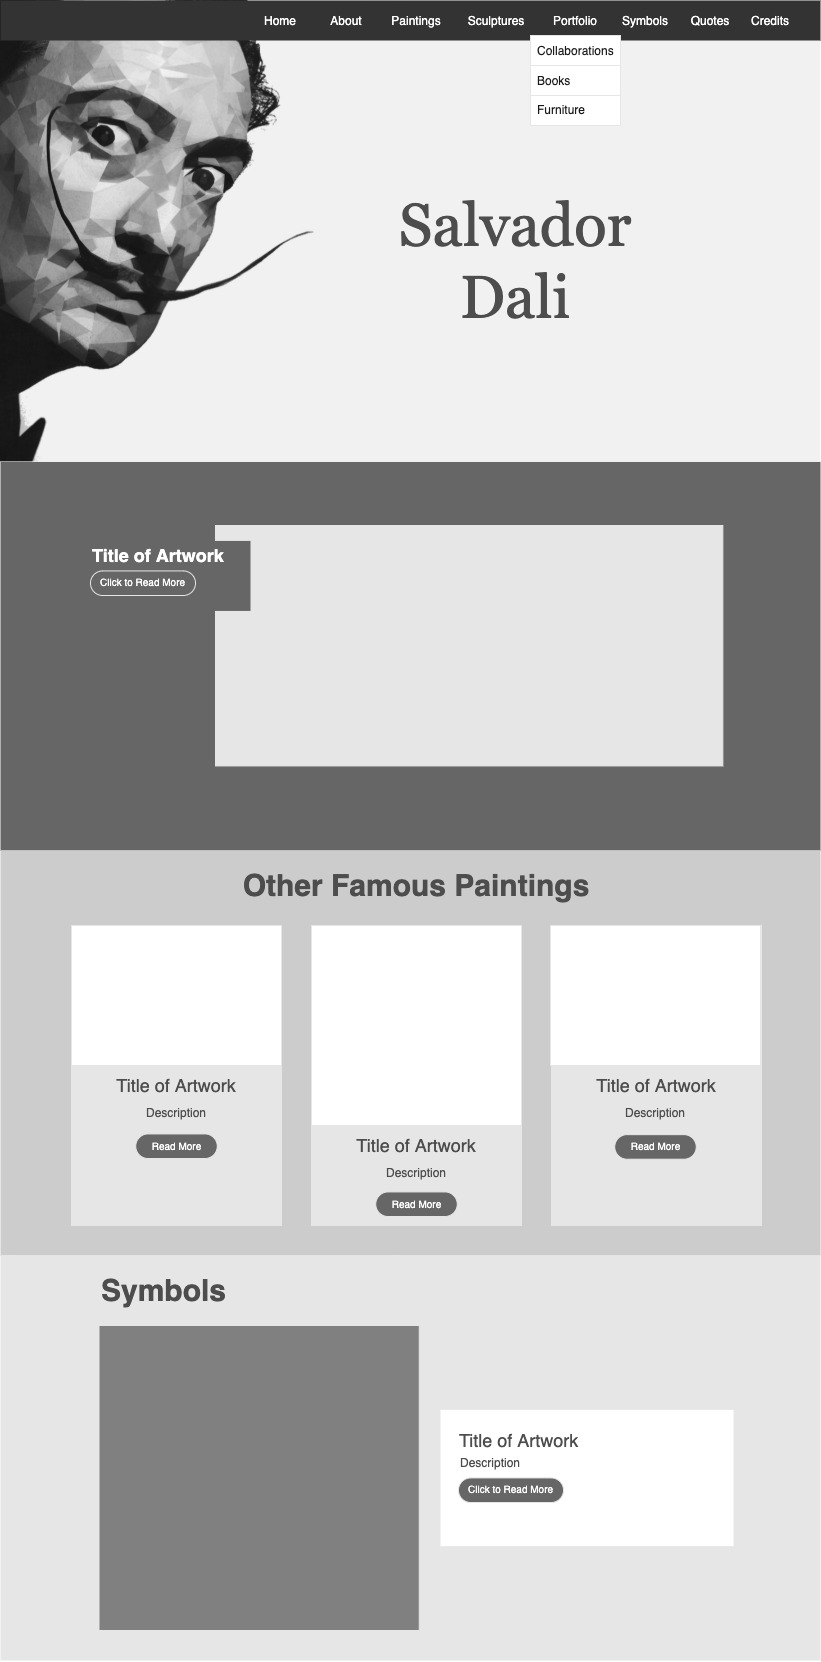 Home About Paintings Sculptures Portfolio Symbols Quotes Credits
Collaborations
Books
Furniture
Salvador
Dali
Title of Artwork
Click to Read More
Other Famous Paintings
Title of Artwork
Description
Read More
Title of Artwork
Description
Read More
Title of Artwork
Description
Read More
Symbols
Title of Artwork
Description
Click to Read More